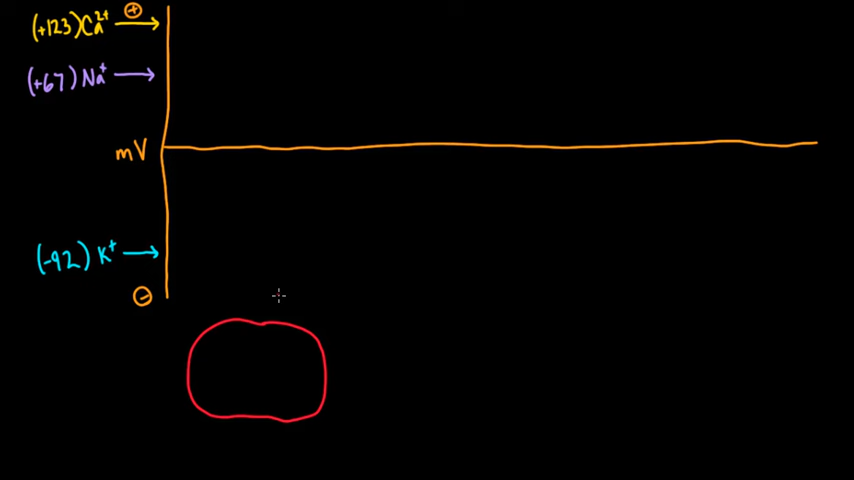 (+123) Ca²⁺ +
(+67) Na⁺
mV
(-92) K⁺
-